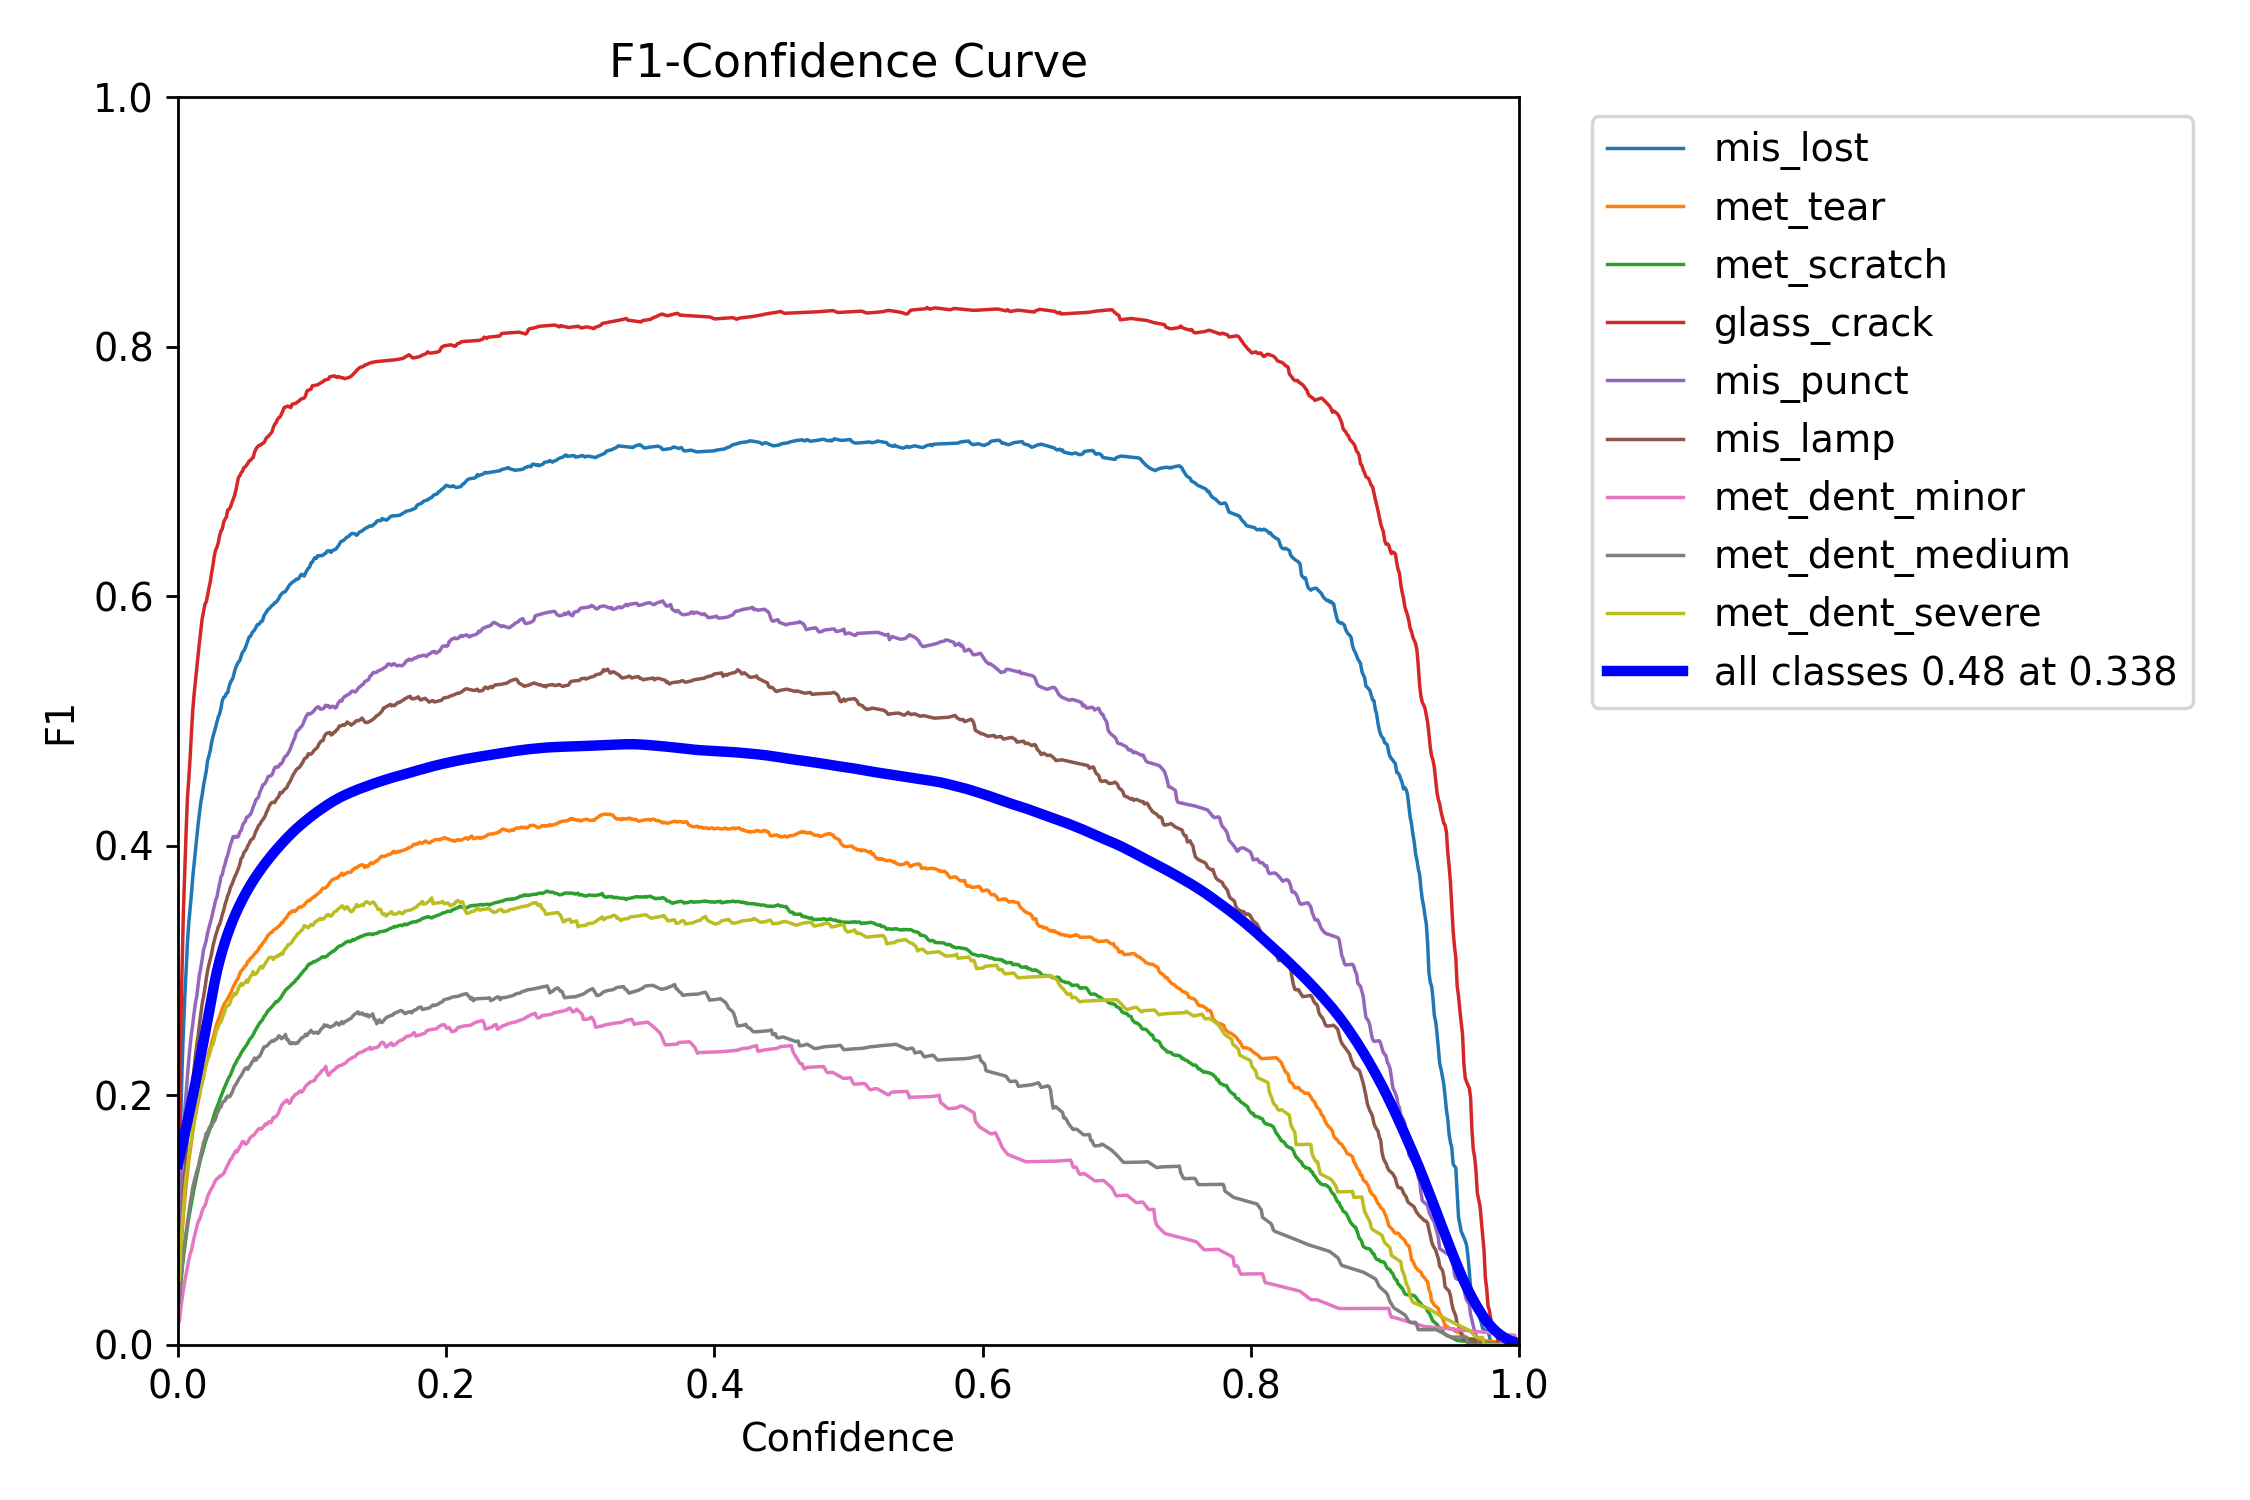 F1-Confidence Curve
1.0
0.8
0.6
0.4
0.2
0.0
F1
0.0 0.2 0.4 0.6 0.8 1.0
Confidence
mis_lost
met_tear
met_scratch
glass_crack
mis_punct
mis_lamp
met_dent_minor
met_dent_medium
met_dent_severe
all classes 0.48 at 0.338